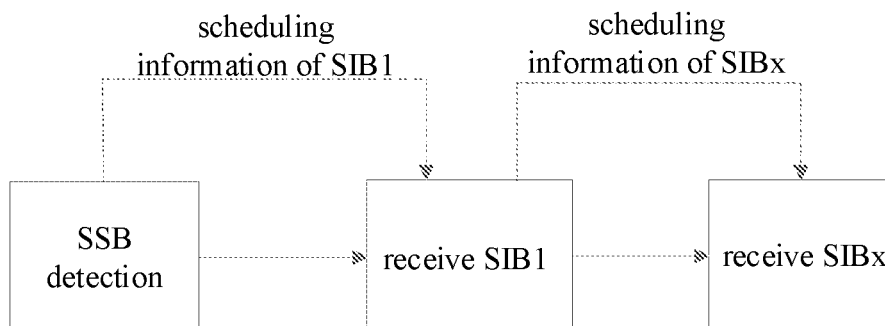 scheduling
information of SIB1
scheduling
information of SIBx
SSB
detection
receive SIB1
receive SIBx